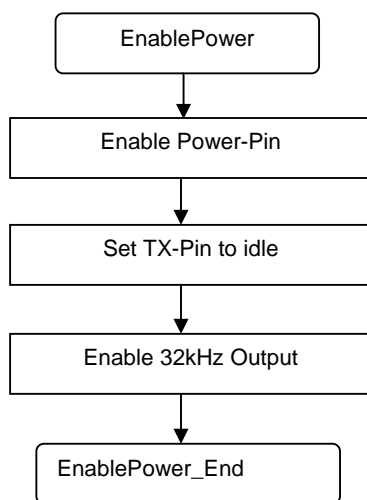 EnablePower
Enable Power-Pin
Set TX-Pin to idle
Enable 32kHz Output
EnablePower_End